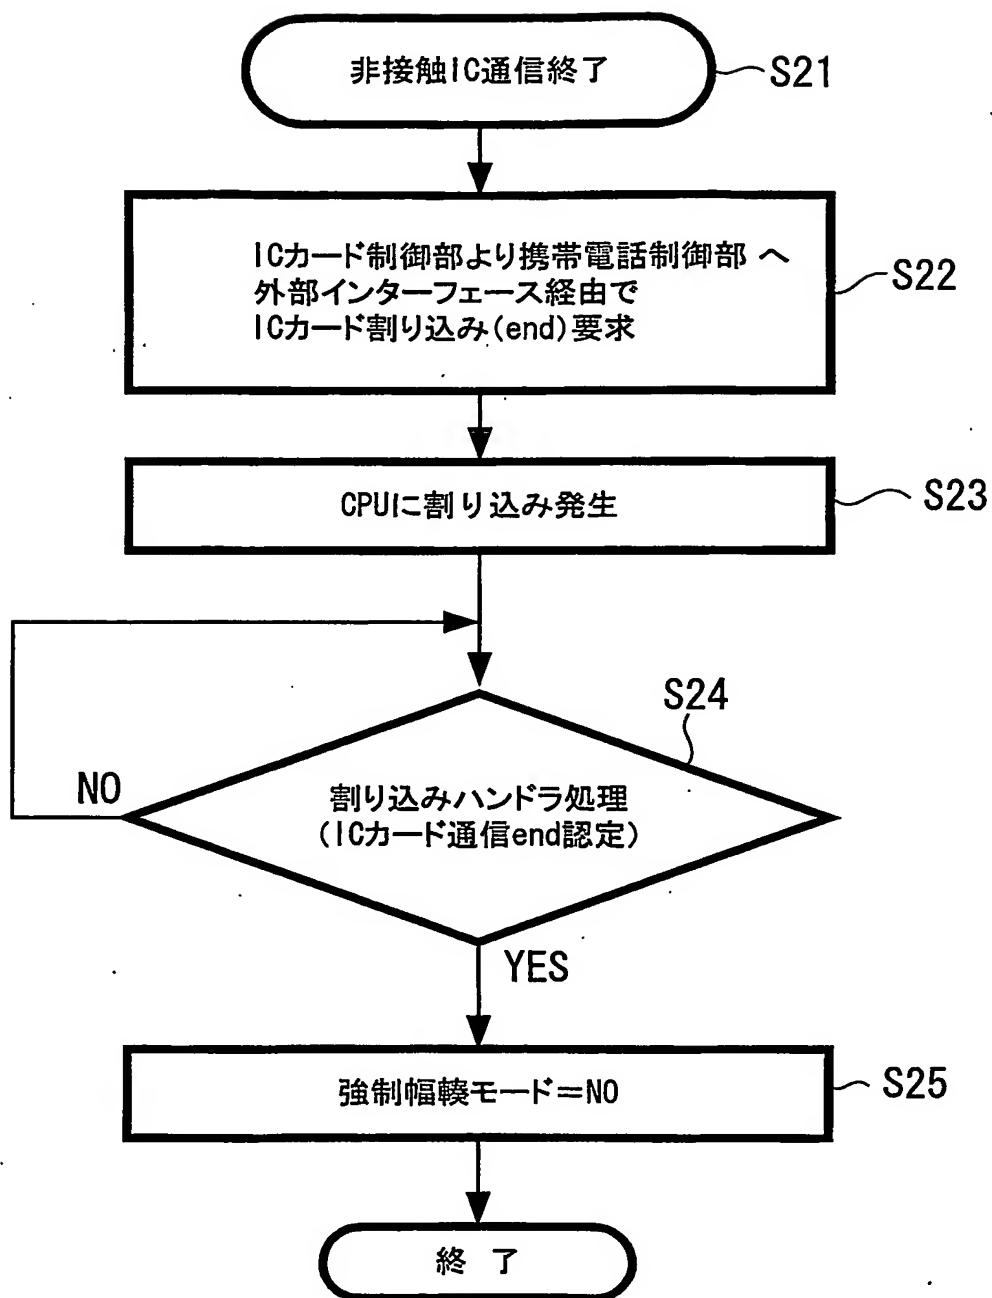 非接触IC通信終了
S21
ICカード制御部より携帯電話制御部へ
外部インターフェース経由で
ICカード割り込み(end)要求
S22
CPUに割り込み発生
S23
S24
割り込みハンドラ処理
(ICカード通信end認定)
NO
YES
強制幅輳モード=NO
S25
終了